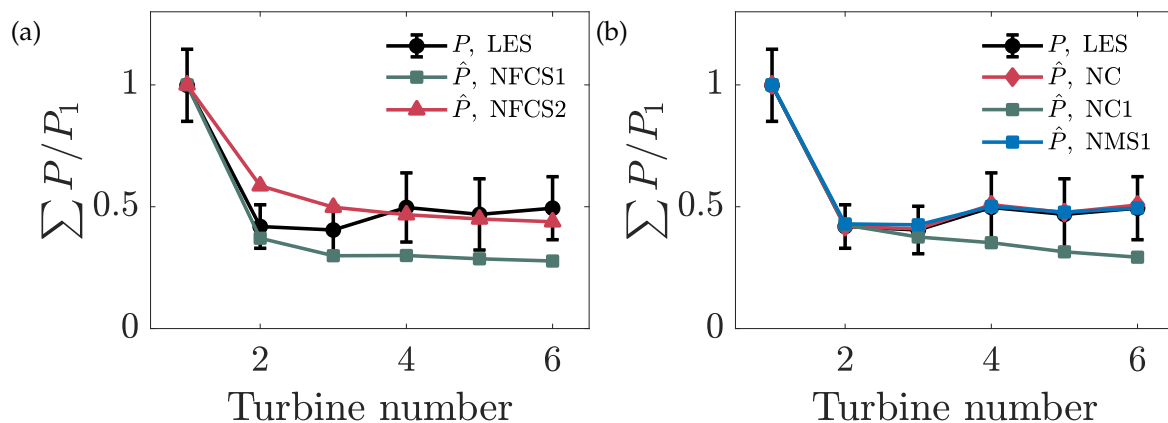 (a)
P, LES
P̂, NFCS1
P̂, NFCS2
1
0.5
0
∑ P/P₁
2
4
6
Turbine number
(b)
P, LES
P̂, NC
P̂, NC1
P̂, NMS1
1
0.5
0
∑ P/P₁
2
4
6
Turbine number